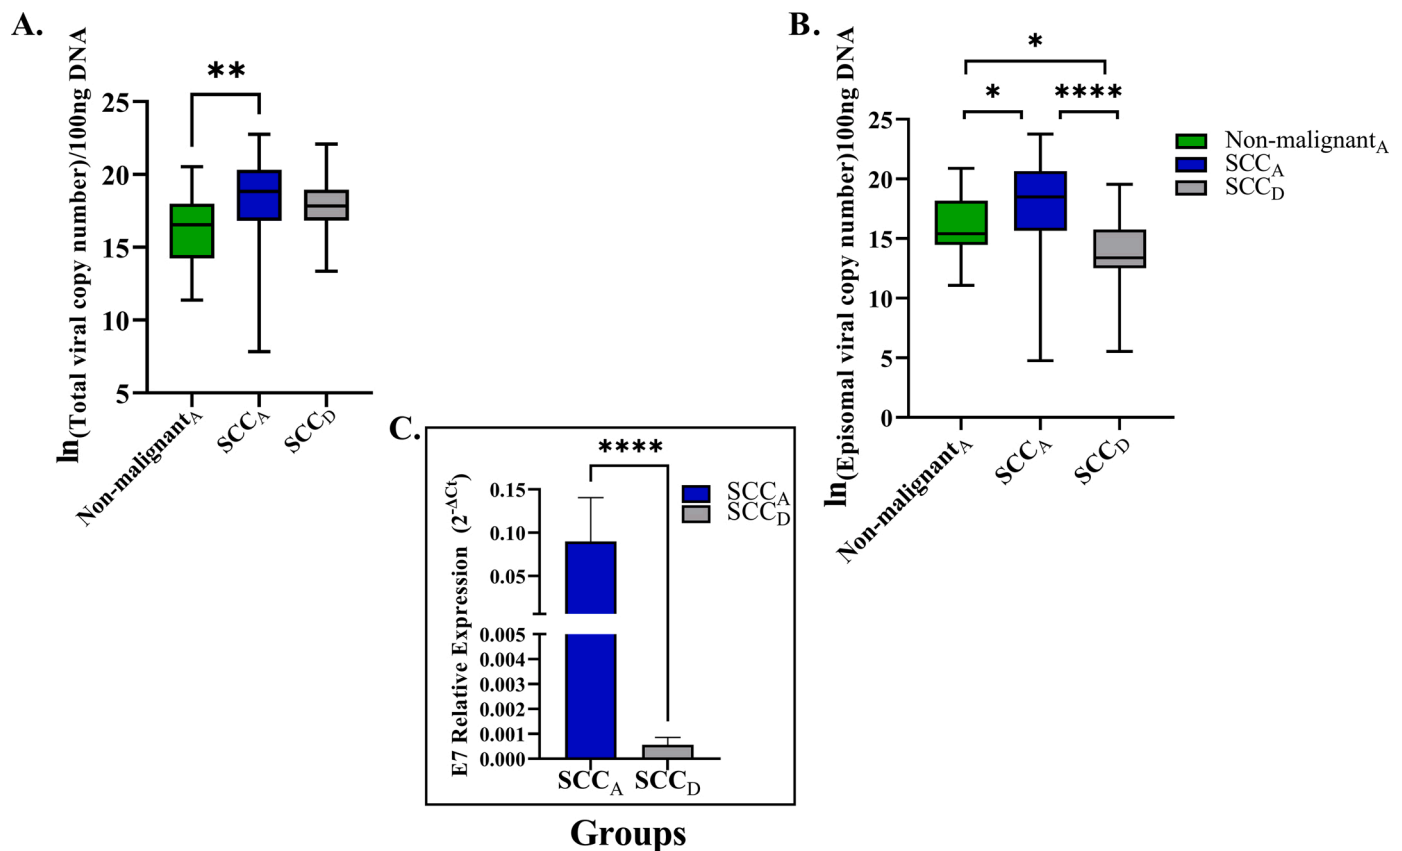 A.
ln(Total viral copy number)/100ng DNA
**
25
20
15
10
5
Non-malignantA
SCCA
SCCD
B.
ln(Episomal viral copy number)100ng DNA
*
*
****
25
20
15
10
5
0
Non-malignantA
SCCA
SCCD
Non-malignantA
SCCA
SCCD
C.
E7 Relative Expression (2-ΔCt)
****
0.15
0.10
0.05
0.005
0.004
0.003
0.002
0.001
0.000
SCCA
SCCD
SCCA
SCCD
Groups